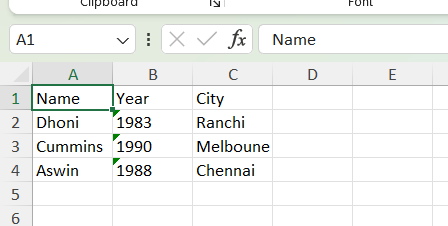 Clipboard Font
A1 fx Name
A B C D E
1 Name Year City
2 Dhoni 1983 Ranchi
3 Cummins 1990 Melboune
4 Aswin 1988 Chennai
5
6